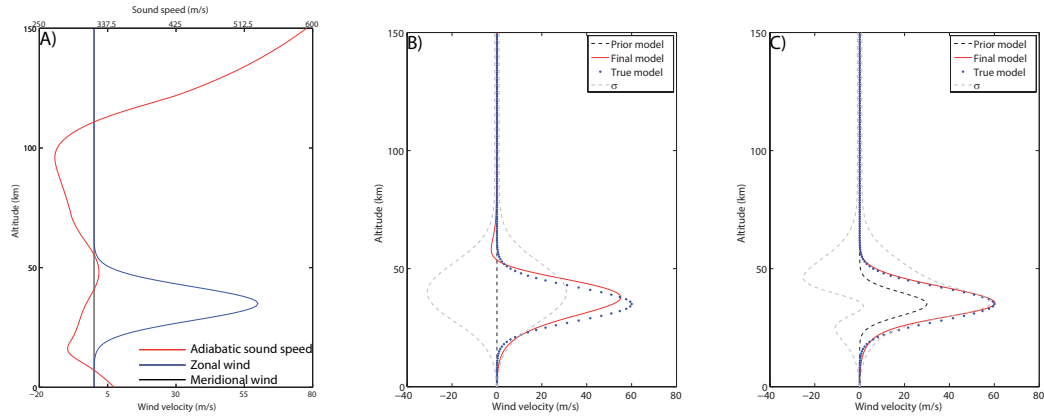 Sound speed (m/s)
250 337.5 425 512.5 600
A)
150
100
50
0
Altitude (km)
Adiabatic sound speed
Zonal wind
Meridional wind
−20 5 30 55 80
Wind velocity (m/s)
B)
150
100
50
0
Altitude (km)
Prior model
Final model
True model
σ
−40 −20 0 20 40 60 80
Wind velocity (m/s)
C)
150
100
50
0
Altitude (km)
Prior model
Final model
True model
σ
−40 −20 0 20 40 60 80
Wind velocity (m/s)